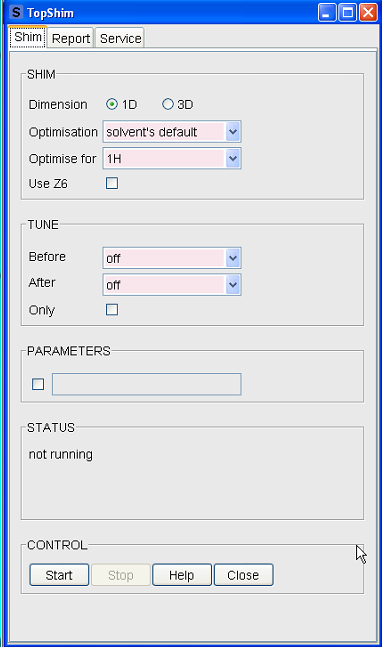 S TopShim
Shim Report Service
SHIM
Dimension 1D 3D
Optimisation solvent's default
Optimise for 1H
Use Z6
TUNE
Before off
After off
Only
PARAMETERS
STATUS
not running
CONTROL
Start Stop Help Close